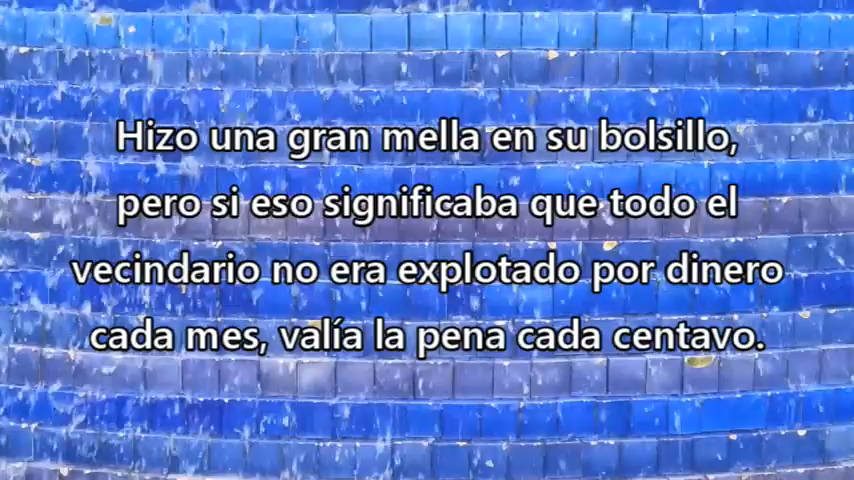 Hizo una gran mella en su bolsillo,
pero si eso significaba que todo el
vecindario no era explotado por dinero
cada mes, valía la pena cada centavo.